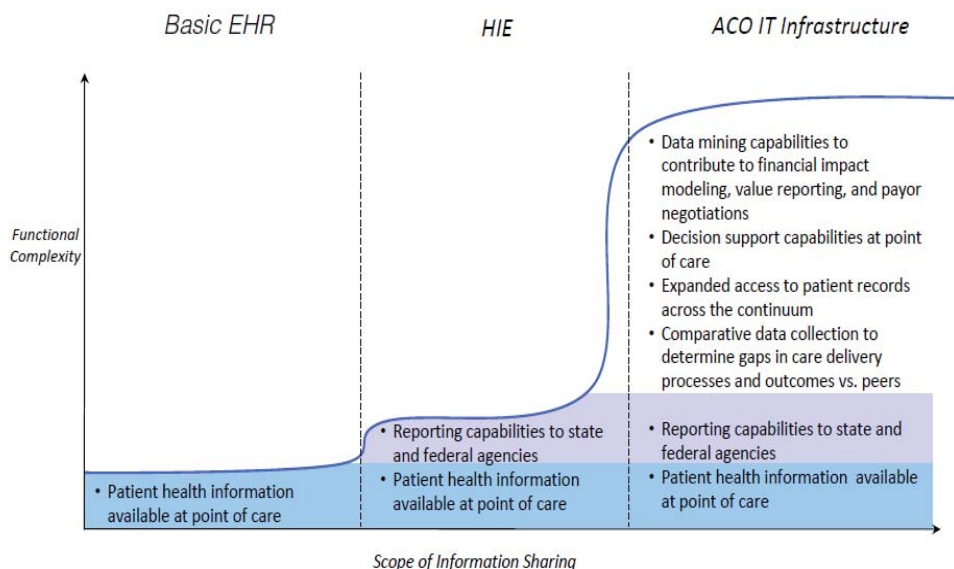 Basic EHR
HIE
ACO IT Infrastructure
Functional
Complexity
• Patient health information
available at point of care
• Reporting capabilities to state
and federal agencies
• Patient health information
available at point of care
• Data mining capabilities to
contribute to financial impact
modeling, value reporting, and payor
negotiations
• Decision support capabilities at point
of care
• Expanded access to patient records
across the continuum
• Comparative data collection to
determine gaps in care delivery
processes and outcomes vs. peers
• Reporting capabilities to state and
federal agencies
• Patient health information available
at point of care
Scope of Information Sharing